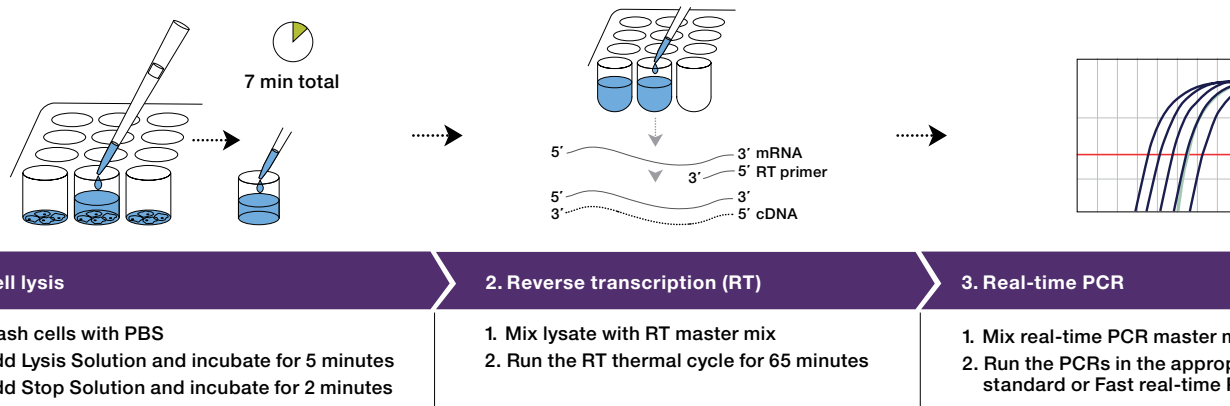 7 min total
5′
3′ mRNA
3′
5′ RT primer
5′
3′
3′
5′ cDNA
ell lysis
2. Reverse transcription (RT)
3. Real-time PCR
ash cells with PBS
dd Lysis Solution and incubate for 5 minutes
dd Stop Solution and incubate for 2 minutes
1. Mix lysate with RT master mix
2. Run the RT thermal cycle for 65 minutes
1. Mix real-time PCR master
2. Run the PCRs in the
standard or Fast real-time